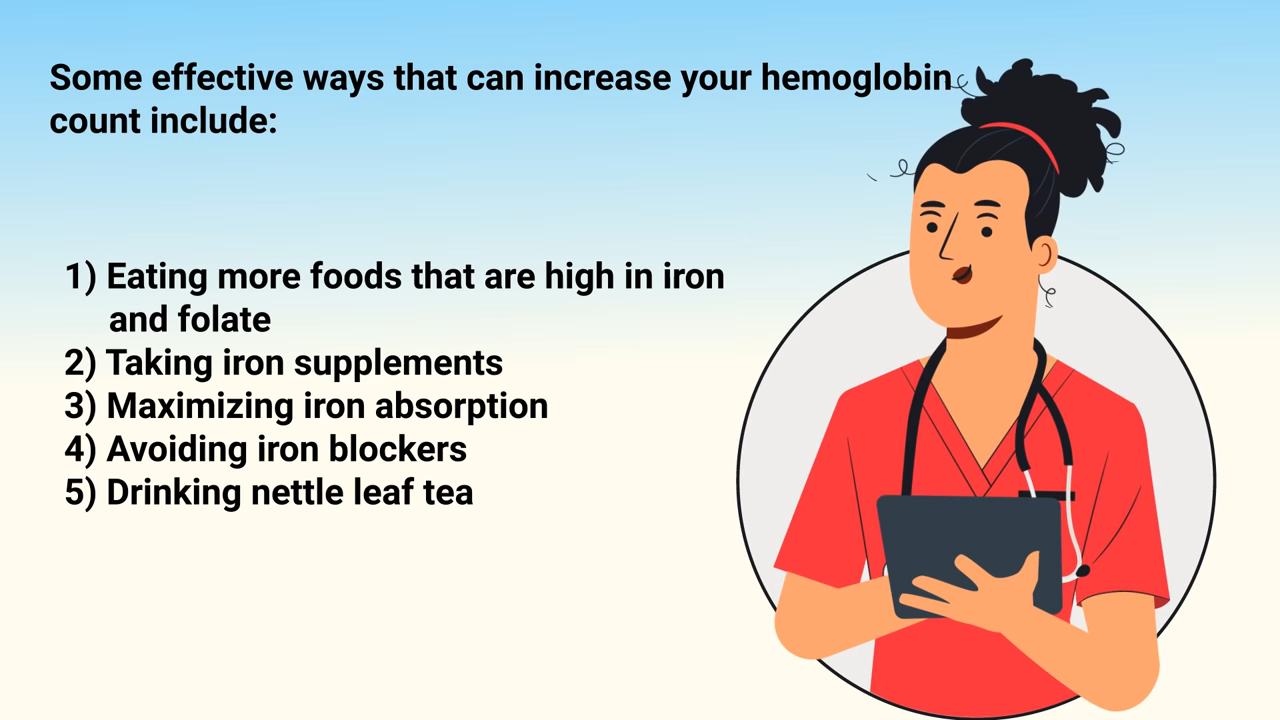 Some effective ways that can increase your hemoglobin
count include:
1) Eating more foods that are high in iron
and folate
2) Taking iron supplements
3) Maximizing iron absorption
4) Avoiding iron blockers
5) Drinking nettle leaf tea